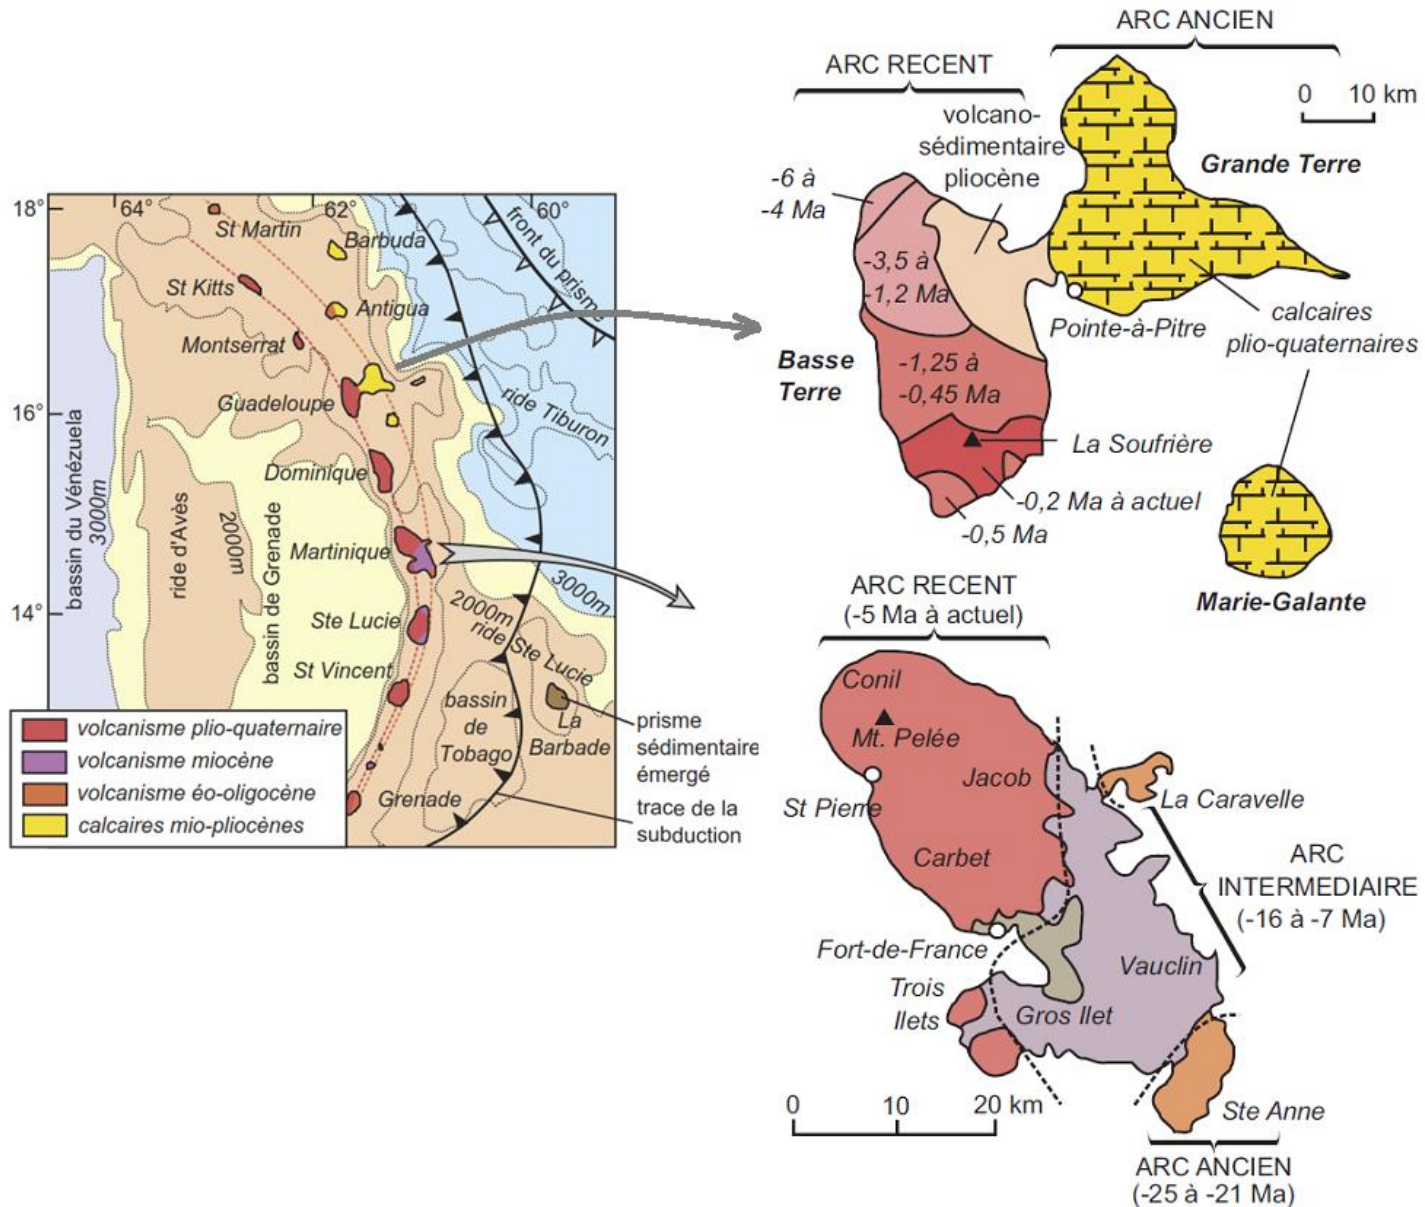 18°
64°
62°
60°
St Martin
Barbuda
front du prisme
St Kitts
Antigua
Montserrat
16°
Guadeloupe
ride Tiburon
Dominique
bassin du Vénézuela
3000m
ride d'Avès
2000m
bassin de Grenade
Martinique
3000m
14°
Ste Lucie
2000m
ride Ste Lucie
St Vincent
bassin
de
Tobago
La
Barbade
Grenade
prisme
sédimentaire
émergé
trace de la
subduction
volcanisme plio-quaternaire
volcanisme miocène
volcanisme éo-oligocène
calcaires mio-pliocènes
ARC ANCIEN
ARC RECENT
0 10 km
volcano-
sédimentaire
pliocène
Grande Terre
-6 à
-4 Ma
-3,5 à
-1,2 Ma
Pointe-à-Pitre
calcaires
plio-quaternaires
Basse
Terre
-1,25 à
-0,45 Ma
La Soufrière
-0,2 Ma à actuel
-0,5 Ma
Marie-Galante
ARC RECENT
(-5 Ma à actuel)
Conil
Mt. Pelée
Jacob
St Pierre
La Caravelle
Carbet
ARC
INTERMEDIAIRE
(-16 à -7 Ma)
Fort-de-France
Vauclin
Trois
Ilets
Gros Ilet
0 10 20 km
Ste Anne
ARC ANCIEN
(-25 à -21 Ma)